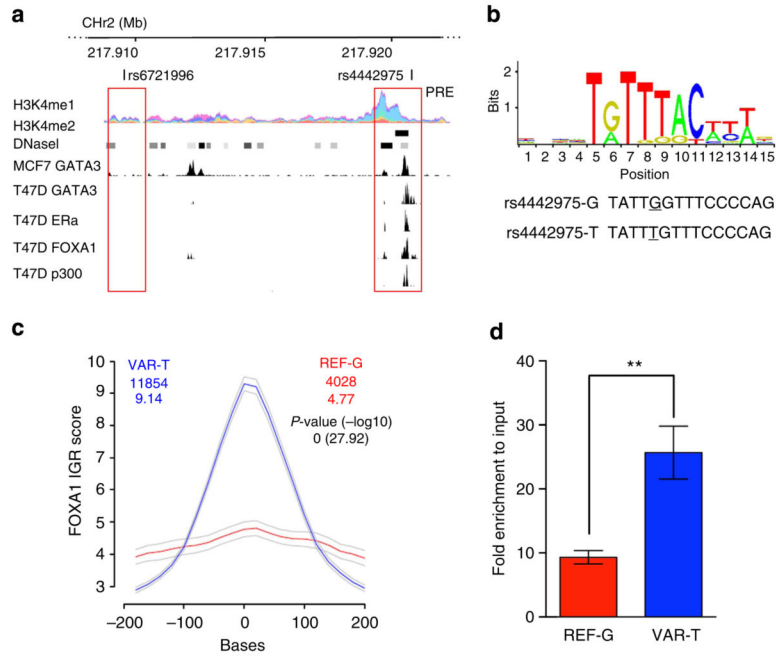 a
CHr2 (Mb)
217.910 217.915 217.920
rs6721996 rs4442975
PRE
H3K4me1
H3K4me2
DNaseI
MCF7 GATA3
T47D GATA3
T47D ERa
T47D FOXA1
T47D p300
b
Bits
2
1
TGTTTACATA
ATT
1 2 3 4 5 6 7 8 9 10 11 12 13 14 15
Position
rs4442975-G TATTGGTTTCCCCAG
rs4442975-T TATTTGTTTCCCCAG
c
FOXA1 IGR score
10
9
8
7
6
5
4
3
VAR-T
11854
9.14
REF-G
4028
4.77
P-value (–log10)
0 (27.92)
–200 –100 0 100 200
Bases
d
Fold enrichment to input
40
30
20
10
0
**
REF-G VAR-T